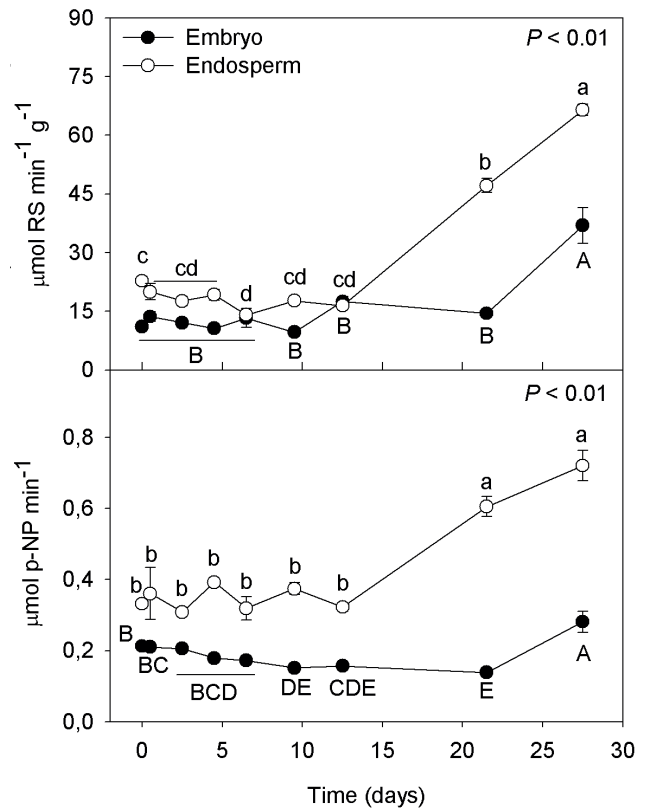 90
Embryo
P < 0.01
Endosperm
75
a
60
b
45
µmol RS min⁻¹ g⁻¹
30
c
cd
d
cd
cd
A
15
B
B
B
B
0
P < 0.01
0,8
a
a
0,6
µmol p-NP min⁻¹
b
b
b
b
b
b
b
0,4
B
BC
BCD
DE
CDE
E
A
0,2
0,0
0
5
10
15
20
25
30
Time (days)